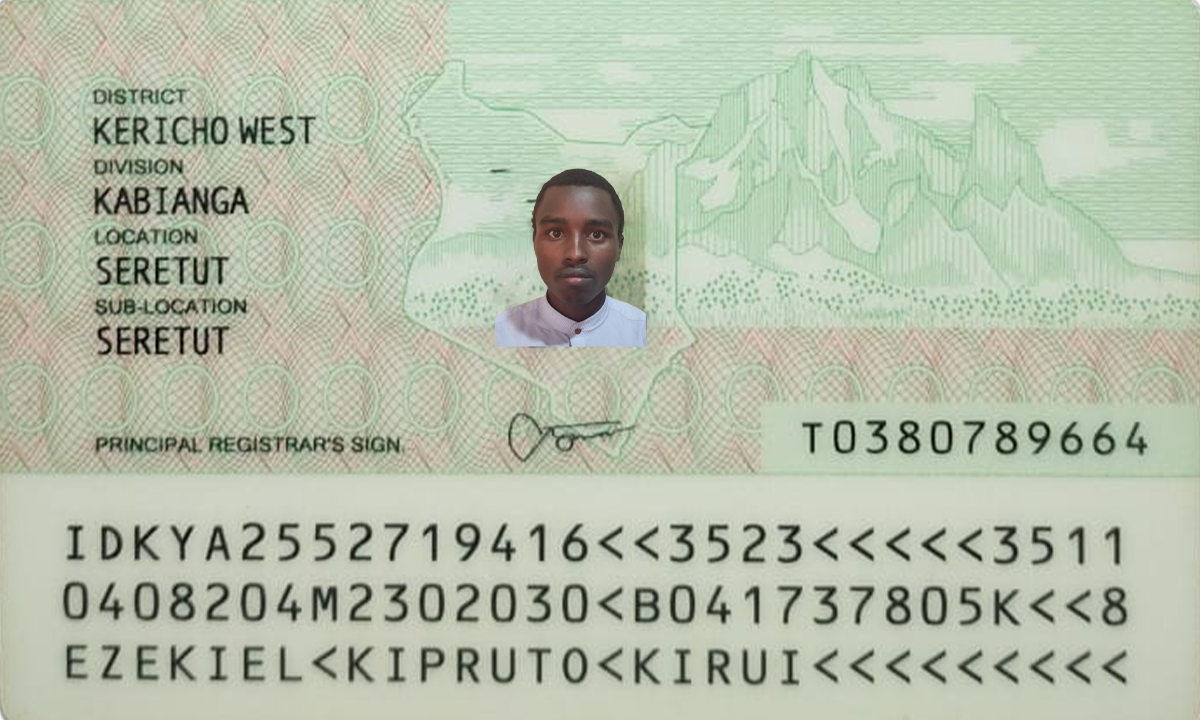 DISTRICT
KERICHO WEST
DIVISION
KABIANGA
LOCATION
SERETUT
SUB-LOCATION
SERETUT
PRINCIPAL REGISTRAR'S SIGN.
T0380789664
IDKYA2552719416<<3523<<<<<3511
0408204M2302030<B041737805K<<8
EZEKIEL<KIPRUTO<KIRUI<<<<<<<<<